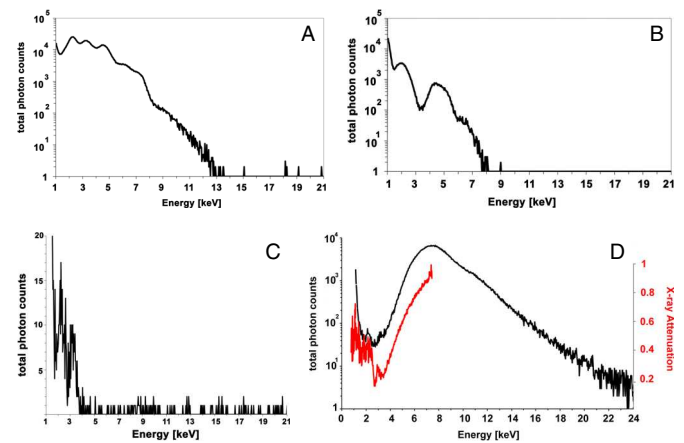 A
total photon counts
10^5
10^4
10^3
10^2
10^1
1
1 3 5 7 9 11 13 15 17 19 21
Energy [keV]
B
total photon counts
10^5
10^4
10^3
10^2
10^1
1
1 3 5 7 9 11 13 15 17 19 21
Energy [keV]
C
total photon counts
20
15
10
5
1 3 5 7 9 11 13 15 17 19 21
Energy [keV]
D
total photon counts
10^4
10^3
10^2
10^1
1
0 2 4 6 8 10 12 14 16 18 20 22 24
Energy [keV]
1
0.8
0.6
0.4
0.2
X-ray Attenuation